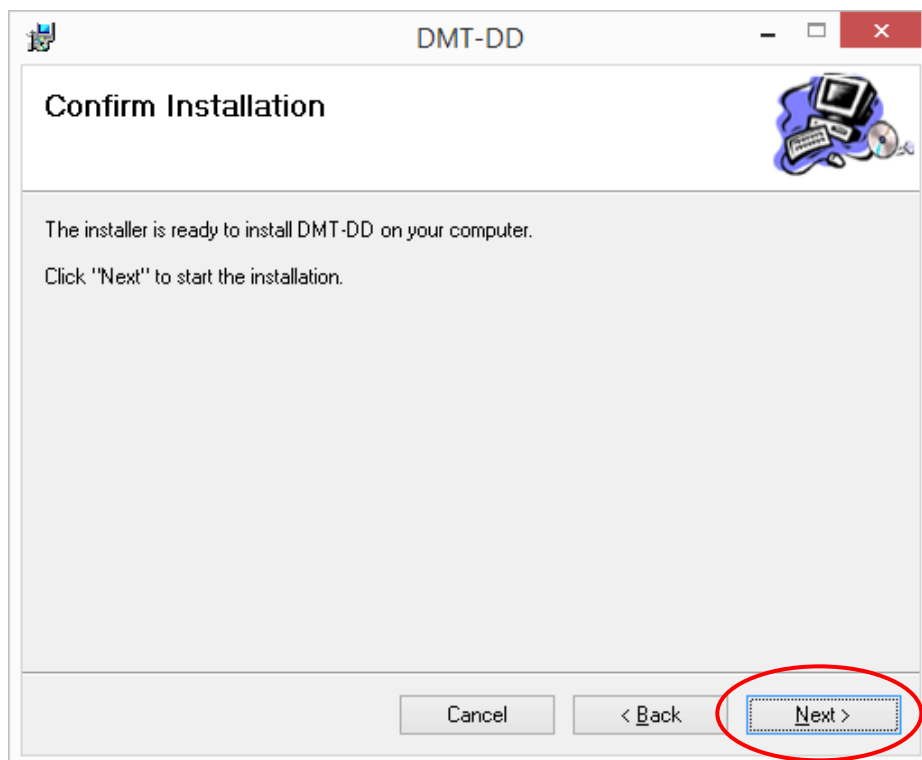 DMT-DD
Confirm Installation
The installer is ready to install DMT-DD on your computer.
Click "Next" to start the installation.
Cancel
< Back
Next >